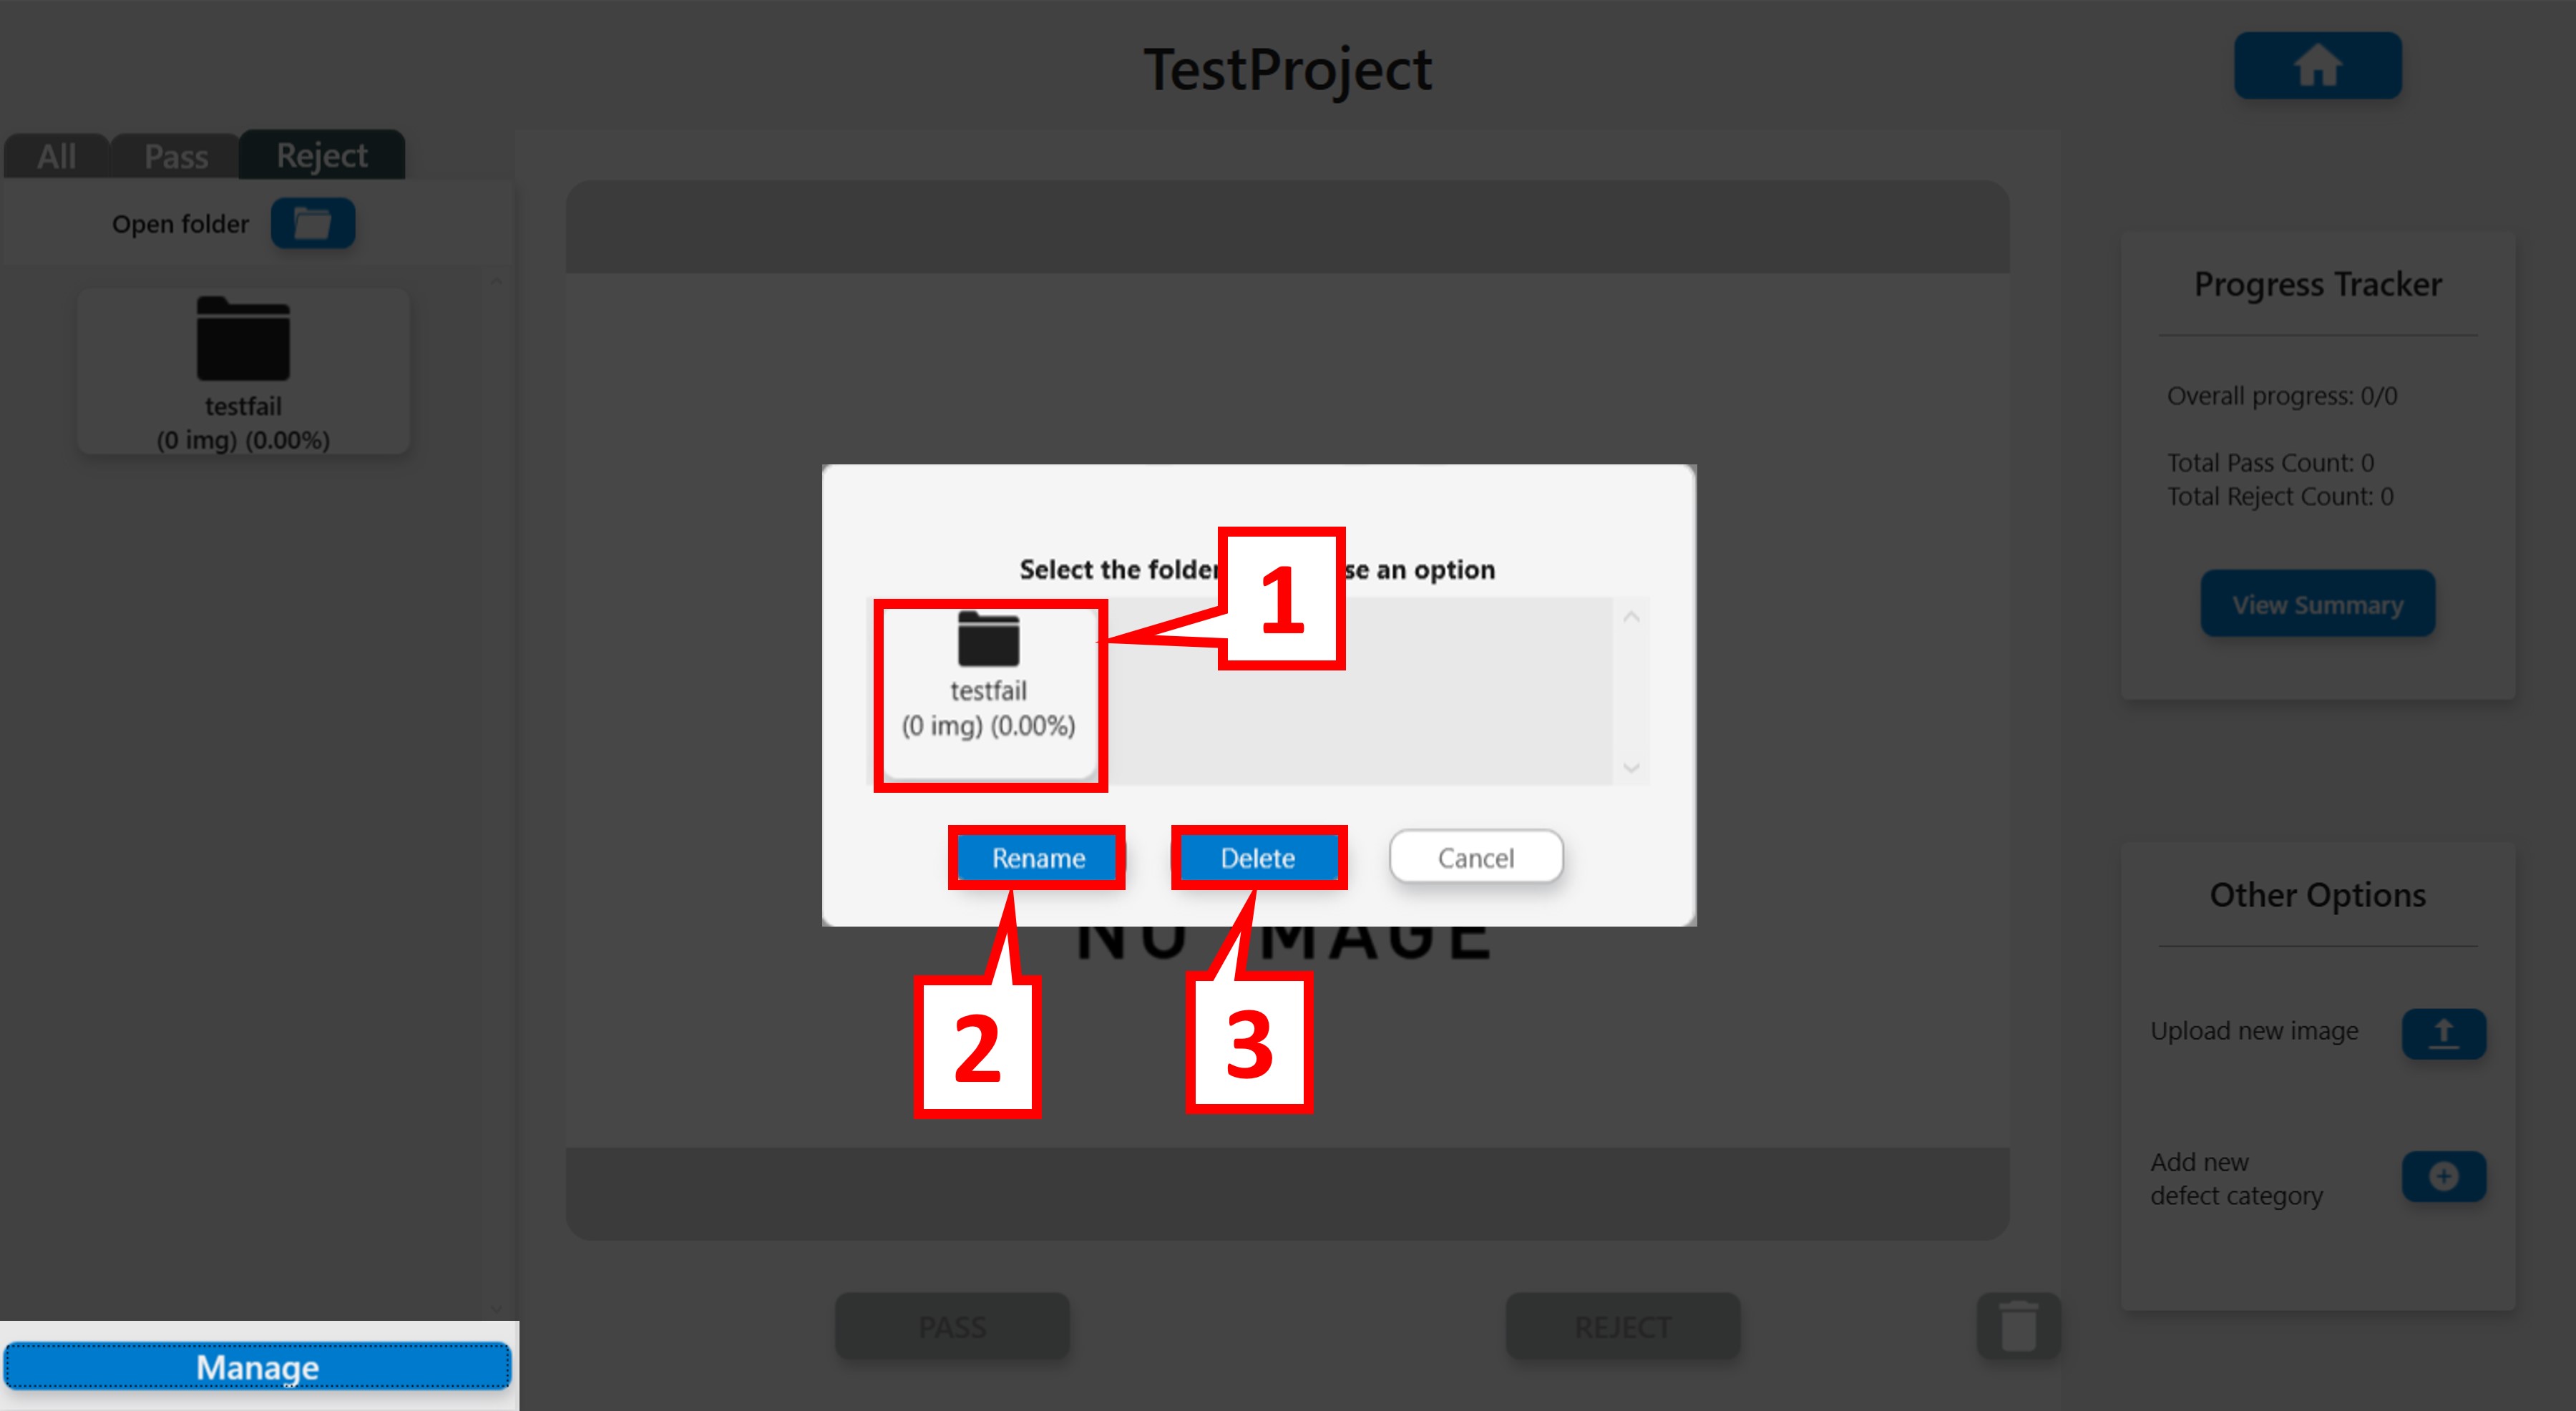 TestProject
All
Pass
Reject
Open folder
testfail
(0 img) (0.00%)
Manage
Select the folder
se an option
1
testfail
(0 img) (0.00%)
Rename
Delete
Cancel
2
3
NO IMAGE
PASS
REJECT
Progress Tracker
Overall progress: 0/0
Total Pass Count: 0
Total Reject Count: 0
View Summary
Other Options
Upload new image
Add new
defect category